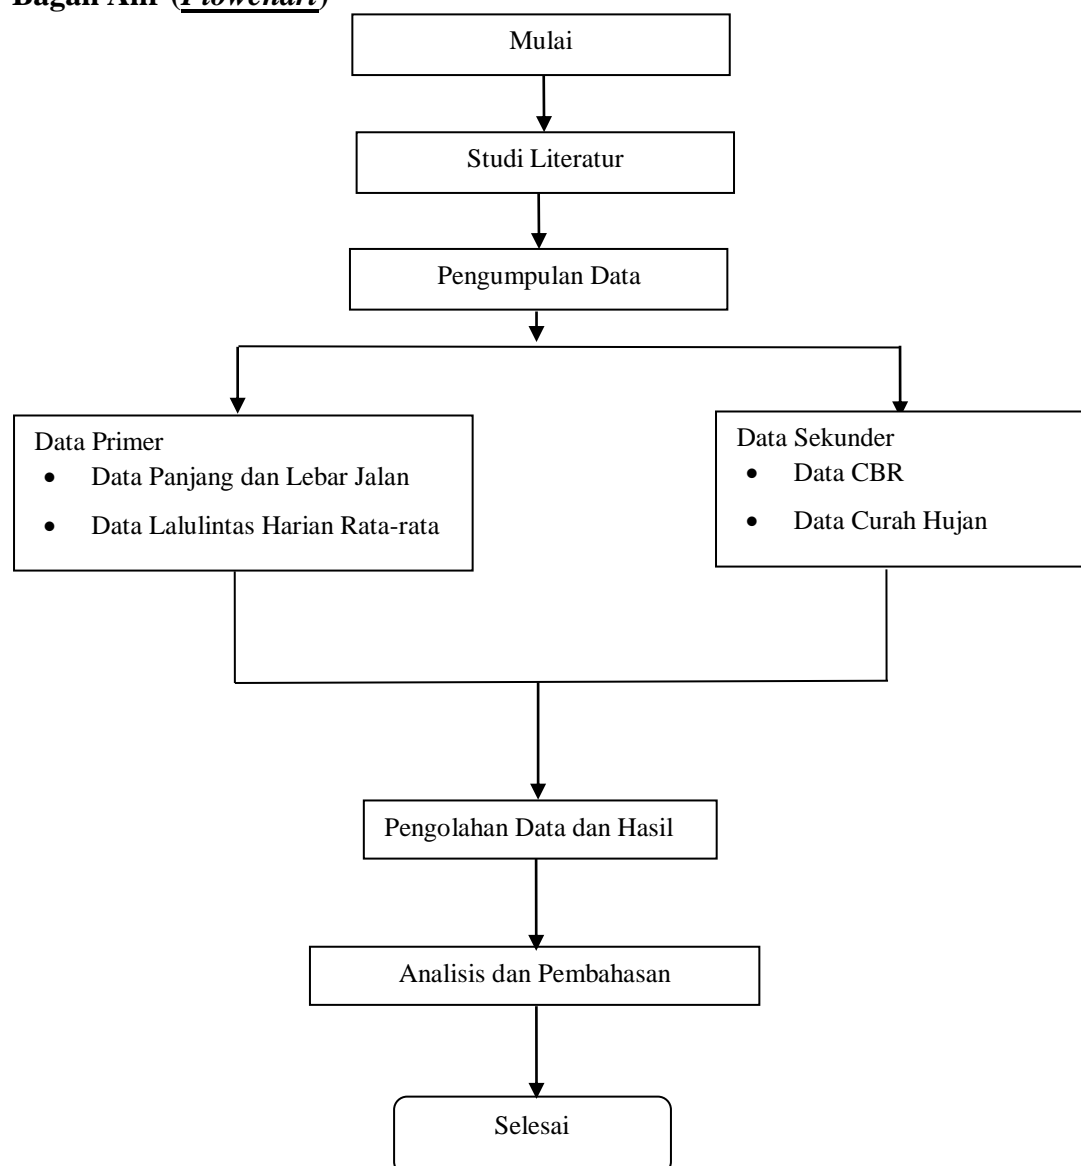 Bagan Alir (Flowchart)
Mulai
Studi Literatur
Pengumpulan Data
Data Primer
• Data Panjang dan Lebar Jalan
• Data Lalulintas Harian Rata-rata
Data Sekunder
• Data CBR
• Data Curah Hujan
Pengolahan Data dan Hasil
Analisis dan Pembahasan
Selesai